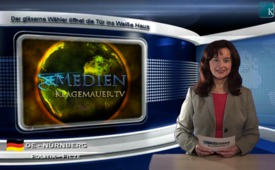 Der gläserne Wähler öffnet die Tür ins Weiße Haus
K
MEDIEN
KLAGEMAUER.TV
DE - NÜRNBERG